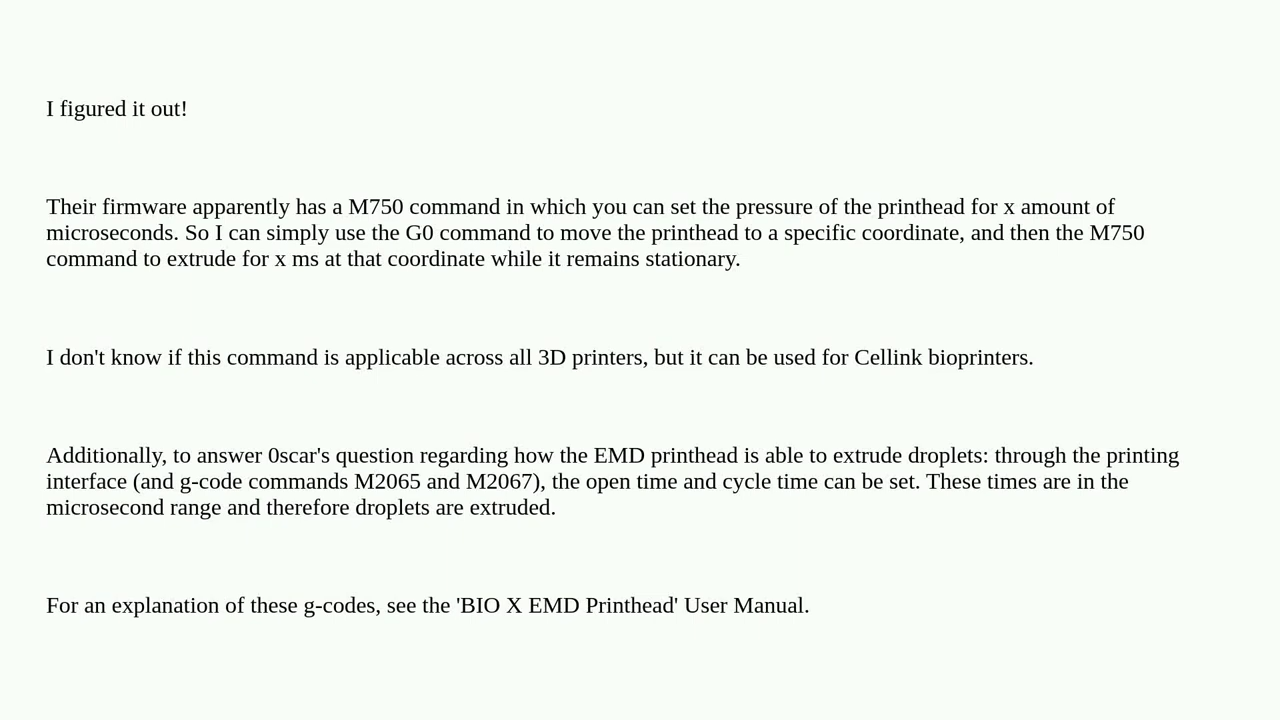 I figured it out!
Their firmware apparently has a M750 command in which you can set the pressure of the printhead for x amount of
microseconds. So I can simply use the G0 command to move the printhead to a specific coordinate, and then the M750
command to extrude for x ms at that coordinate while it remains stationary.
I don't know if this command is applicable across all 3D printers, but it can be used for Cellink bioprinters.
Additionally, to answer 0scar's question regarding how the EMD printhead is able to extrude droplets: through the printing
interface (and g-code commands M2065 and M2067), the open time and cycle time can be set. These times are in the
microsecond range and therefore droplets are extruded.
For an explanation of these g-codes, see the 'BIO X EMD Printhead' User Manual.